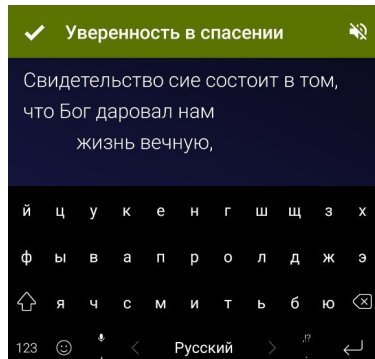 Уверенность в спасении
Свидетельство сие состоит в том,
что Бог даровал нам
жизнь вечную,
й ц у к е н г ш щ з х
ф ы в а п р о л д ж э
я ч с м и т ь б ю
123 Русский .!?